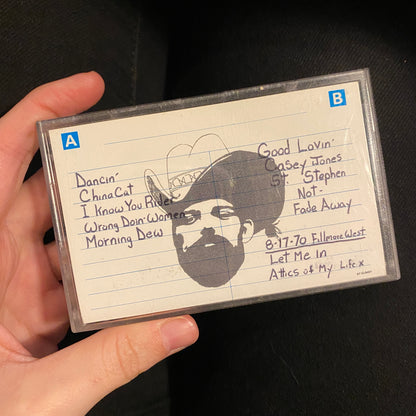 A
B
Dancin'
China Cat
I Know You Rider
Wrong Doin' Women
Morning Dew
Good Lovin'
Casey Jones
St. Stephen
Not -
Fade Away
8-17-70 Fillmore West
Let Me In
Attics of My Life x